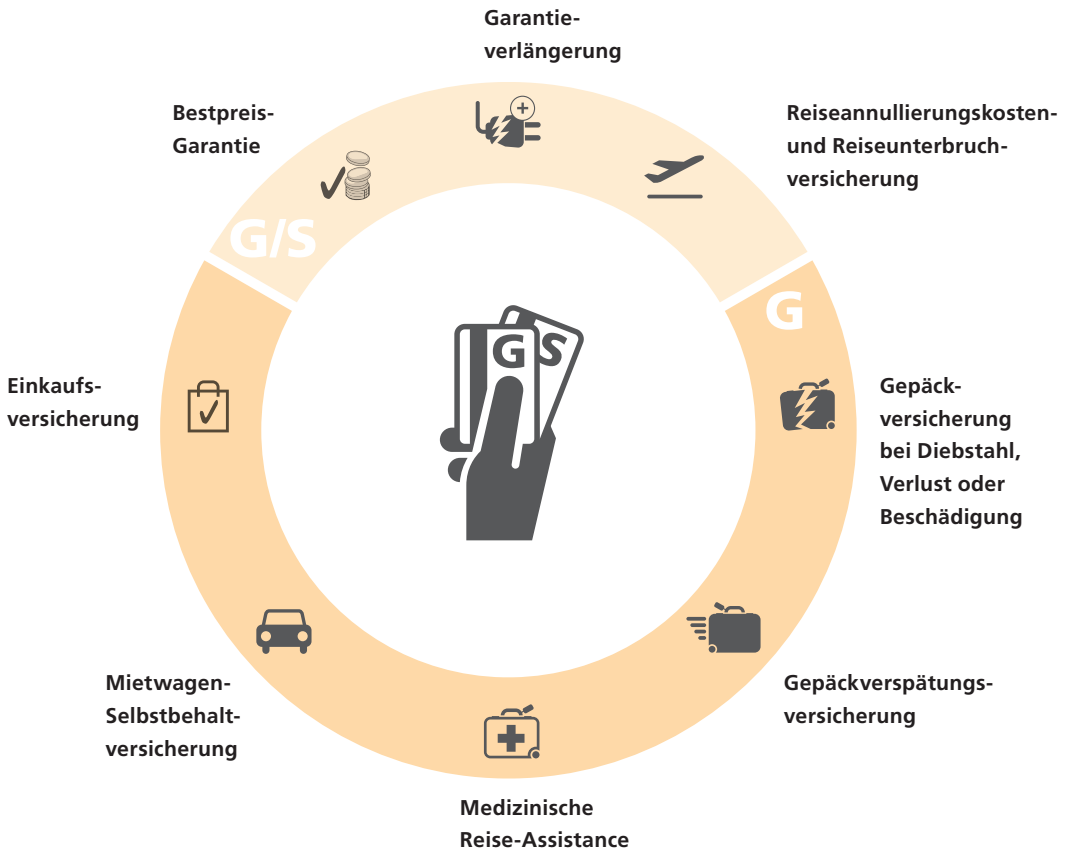 Garantie-
verlängerung
Bestpreis-
Garantie
Reiseannullierungskosten-
und Reiseunterbruch-
versicherung
G/S
G
G
S
Einkaufs-
versicherung
Gepäck-
versicherung
bei Diebstahl,
Verlust oder
Beschädigung
Mietwagen-
Selbstbehalt-
versicherung
Gepäckverspätungs-
versicherung
Medizinische
Reise-Assistance